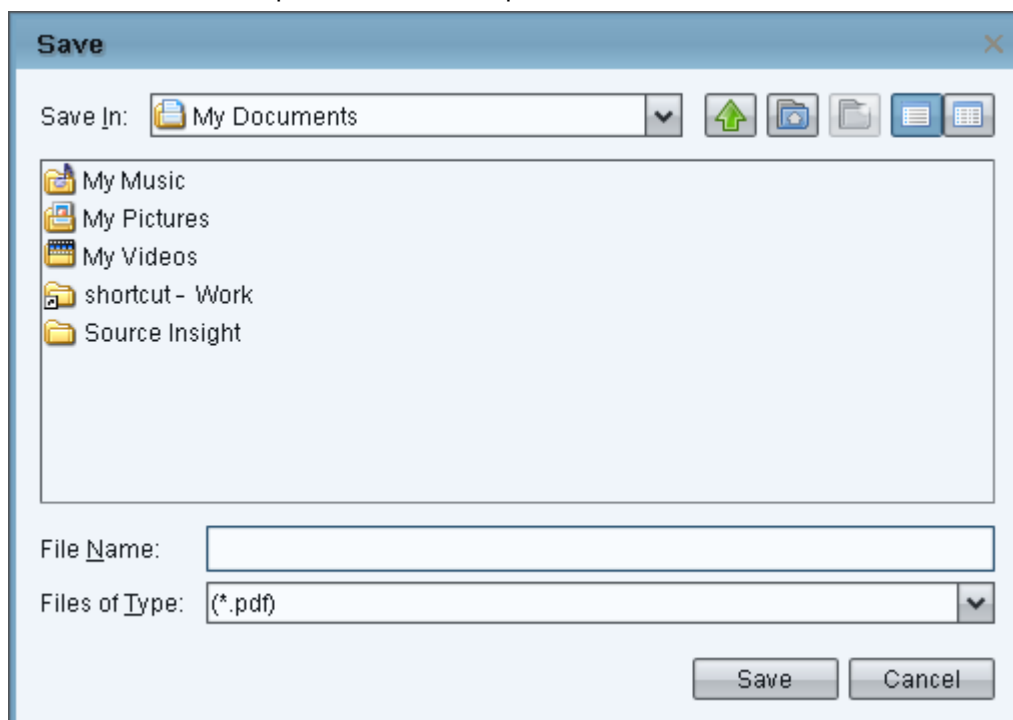 Save
Save In: My Documents
My Music
My Pictures
My Videos
shortcut - Work
Source Insight
File Name:
Files of Type: (*.pdf)
Save Cancel